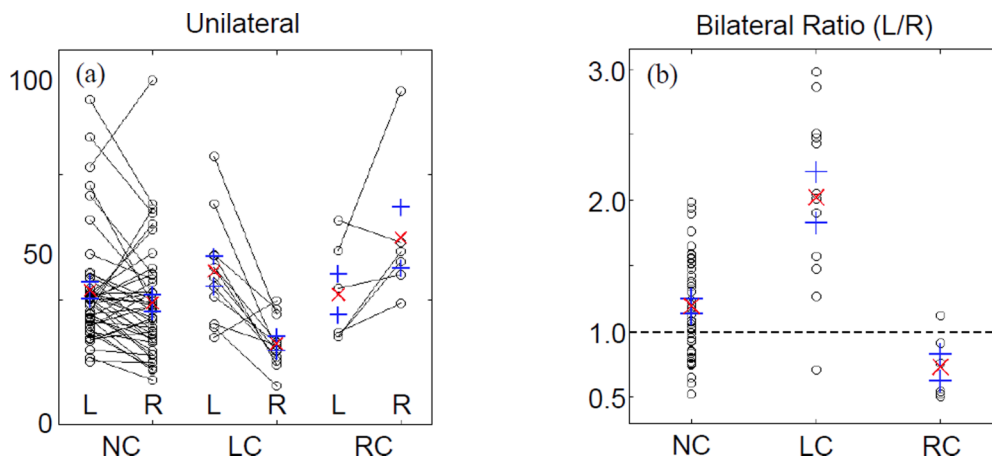 Unilateral
(a)
100
50
0
L R L R L R
NC LC RC
Bilateral Ratio (L/R)
(b)
3.0
2.0
1.0
0.5
NC LC RC